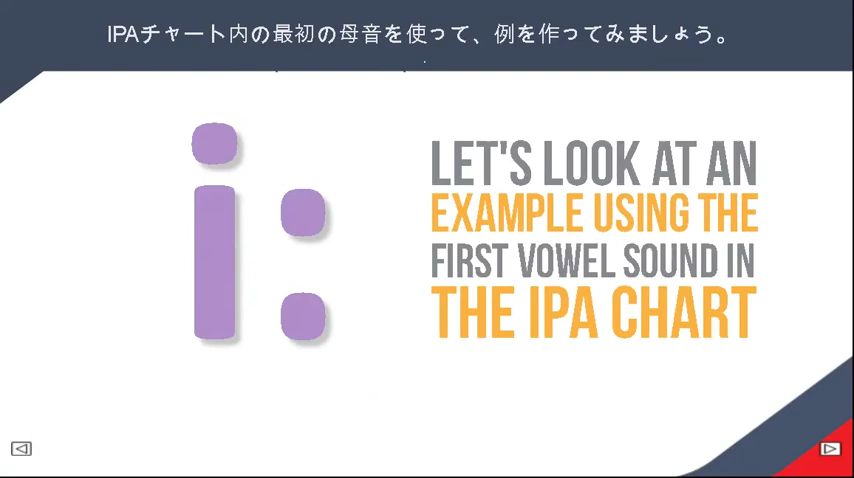 IPAチャート内の最初の母音を使って、例を作ってみましょう。
i:
LET'S LOOK AT AN
EXAMPLE USING THE
FIRST VOWEL SOUND IN
THE IPA CHART